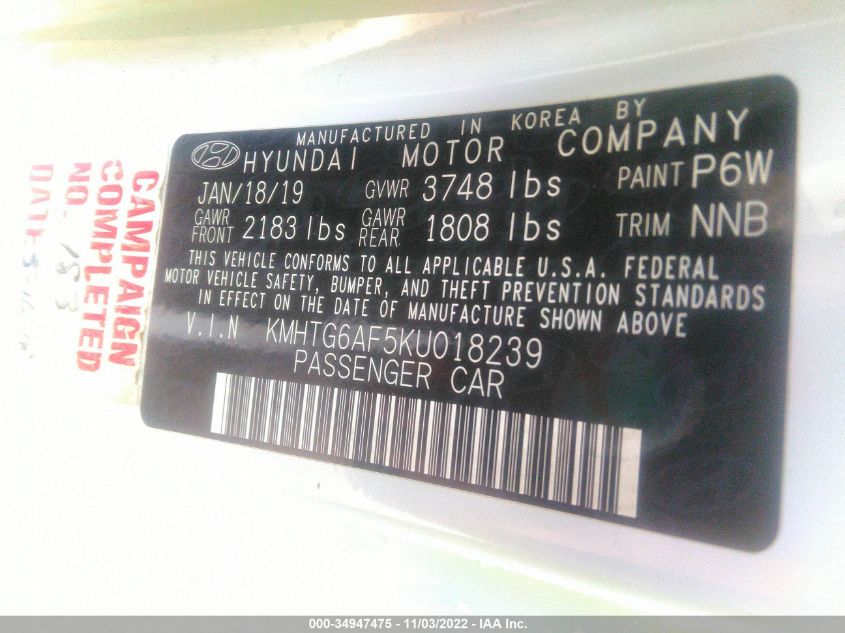 MANUFACTURED IN KOREA BY
HYUNDAI MOTOR COMPANY
JAN/18/19 GVWR 3748 lbs PAINT P6W
GAWR FRONT 2183 lbs GAWR REAR 1808 lbs TRIM NNB
THIS VEHICLE CONFORMS TO ALL APPLICABLE U.S.A. FEDERAL
MOTOR VEHICLE SAFETY, BUMPER, AND THEFT PREVENTION STANDARDS
IN EFFECT ON THE DATE OF MANUFACTURE SHOWN ABOVE
V.I.N KMHTG6AF5KU018239
PASSENGER CAR
CAMPAIGN
COMPLETED
NO. 183
DATE
000-34947475 - 11/03/2022 - IAA Inc.